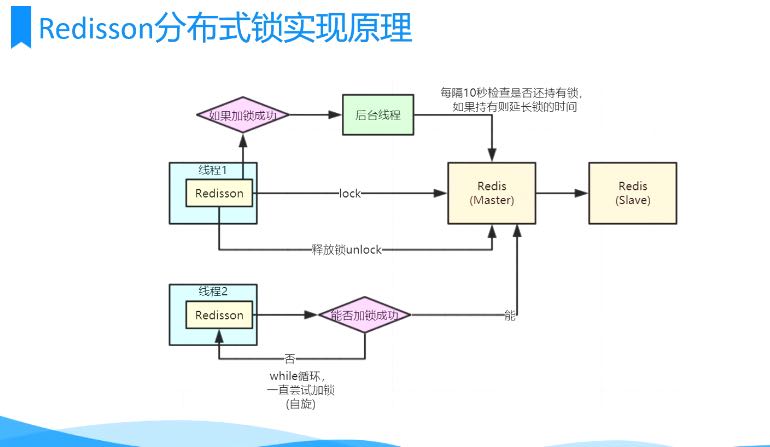 Redisson分布式锁实现原理
每隔10秒检查是否还持有锁，
如果持有则延长锁的时间
如果加锁成功
后台线程
线程1
Redisson
lock
Redis
(Master)
Redis
(Slave)
释放锁unlock
线程2
Redisson
能否加锁成功
能
否
while循环，
一直尝试加锁
(自旋)